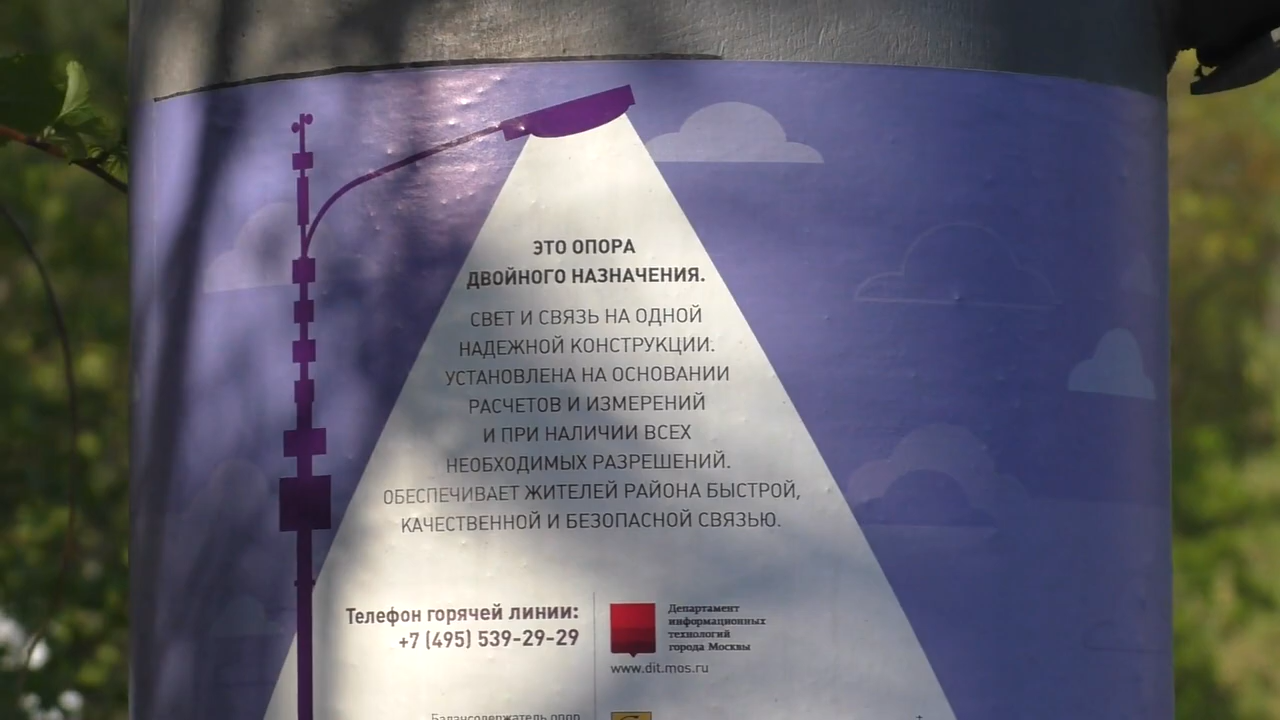 ЭТО ОПОРА
ДВОЙНОГО НАЗНАЧЕНИЯ.
СВЕТ И СВЯЗЬ НА ОДНОЙ
НАДЕЖНОЙ КОНСТРУКЦИИ.
УСТАНОВЛЕНА НА ОСНОВАНИИ
РАСЧЕТОВ И ИЗМЕРЕНИЙ
И ПРИ НАЛИЧИИ ВСЕХ
НЕОБХОДИМЫХ РАЗРЕШЕНИЙ.
ОБЕСПЕЧИВАЕТ ЖИТЕЛЕЙ РАЙОНА БЫСТРОЙ,
КАЧЕСТВЕННОЙ И БЕЗОПАСНОЙ СВЯЗЬЮ.
Телефон горячей линии:
+7 (495) 539-29-29
Департамент
информационных
технологий
города Москвы
www.dit.mos.ru
Балансодержатель опор